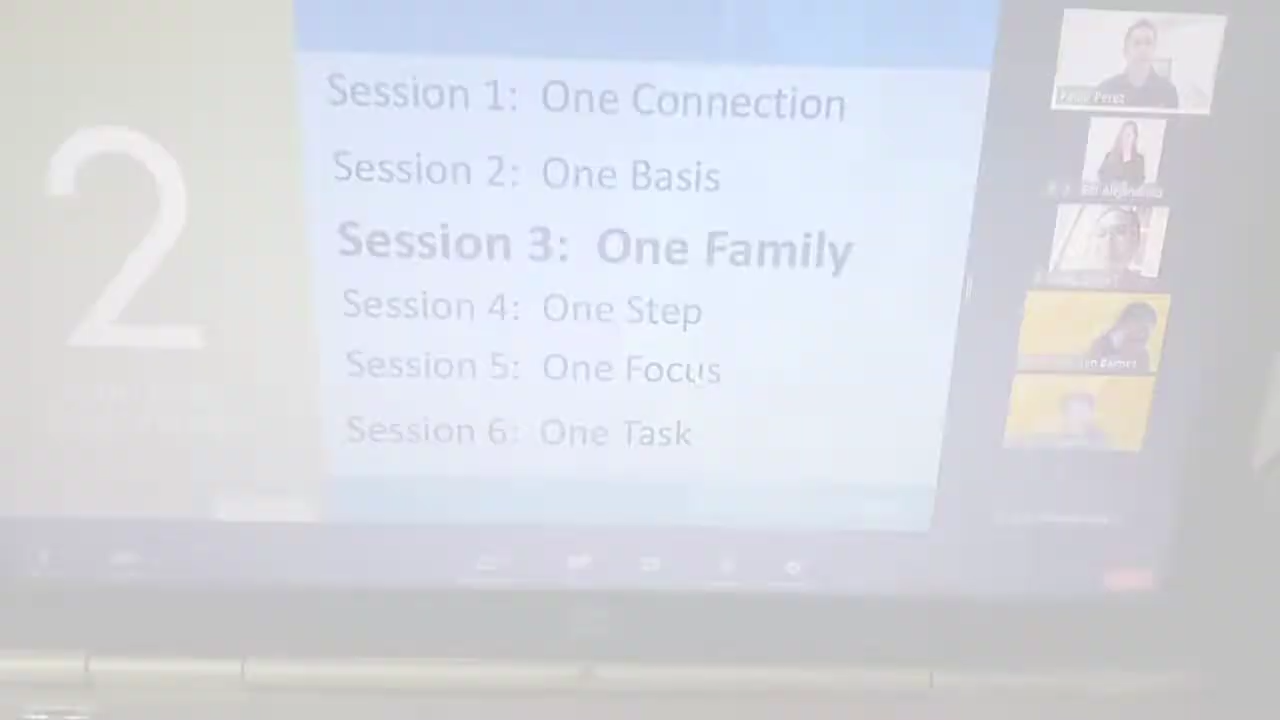 2
Session 1: One Connection
Session 2: One Basis
Session 3: One Family
Session 4: One Step
Session 5: One Focus
Session 6: One Task
Perez